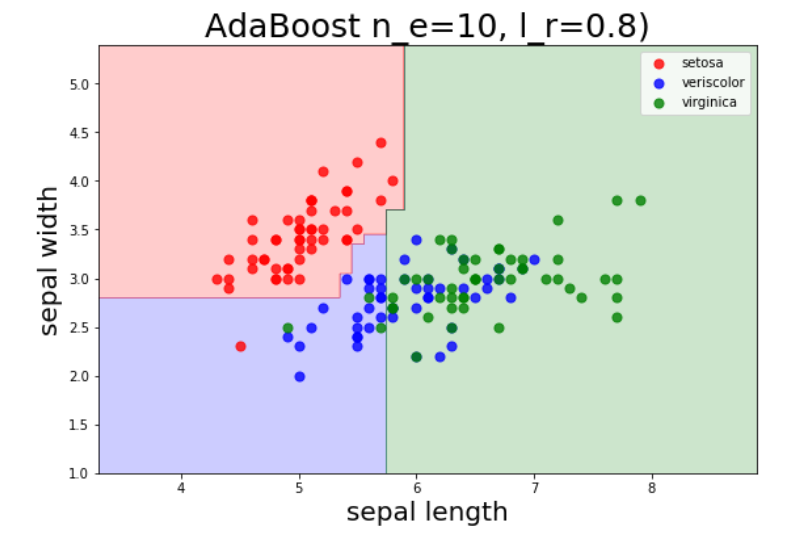 AdaBoost n_e=10, l_r=0.8)
setosa
veriscolor
virginica
5.0
4.5
4.0
3.5
3.0
2.5
2.0
1.5
1.0
sepal width
4 5 6 7 8
sepal length